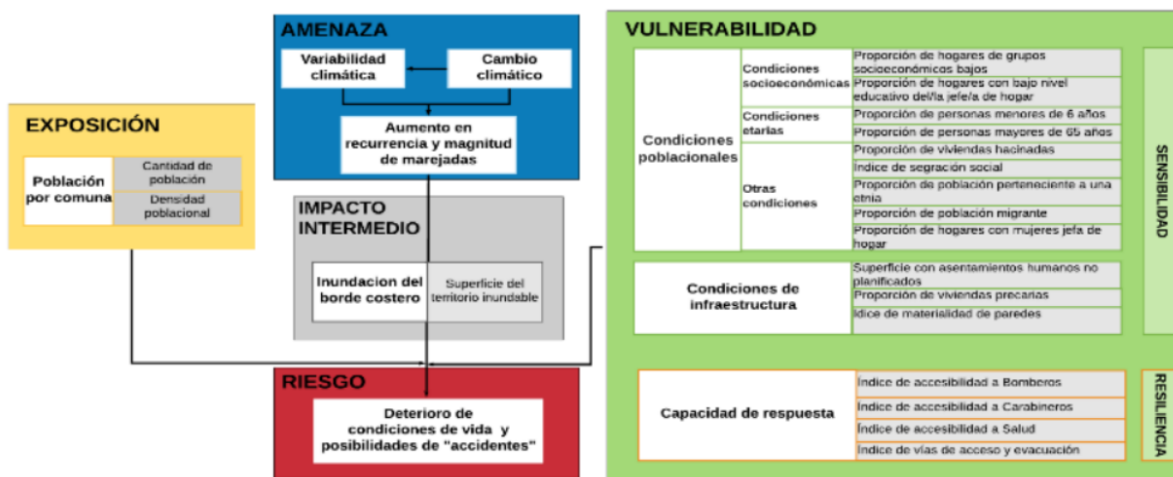 AMENAZA
Variabilidad
climática
Cambio
climático
Aumento en
recurrencia y magnitud
de marejadas
EXPOSICIÓN
Población
por comuna
Cantidad de
población
Densidad
poblacional
IMPACTO
INTERMEDIO
Inundacion del
borde costero
Superficie del
territorio inundable
RIESGO
Deterioro de
condiciones de vida y
posibilidades de "accidentes"
VULNERABILIDAD
Condiciones
poblacionales
Condiciones
socioeconómicas
Proporción de hogares de grupos
socioeconómicos bajos
Proporción de hogares con bajo nivel
educativo del/la jefe/a de hogar
Condiciones
etarias
Proporción de personas menores de 6 años
Proporción de personas mayores de 65 años
Otras
condiciones
Proporción de viviendas hacinadas
Índice de segración social
Proporción de población perteneciente a una
etnia
Proporción de población migrante
Proporción de hogares con mujeres jefa de
hogar
Condiciones de
infraestructura
Superficie con asentamientos humanos no
planificados
Proporción de viviendas precarias
Idice de materialidad de paredes
SENSIBILIDAD
Capacidad de respuesta
Índice de accesibilidad a Bomberos
Índice de accesibilidad a Carabineros
Índice de accesibilidad a Salud
Índice de vías de acceso y evacuación
RESILIENCIA